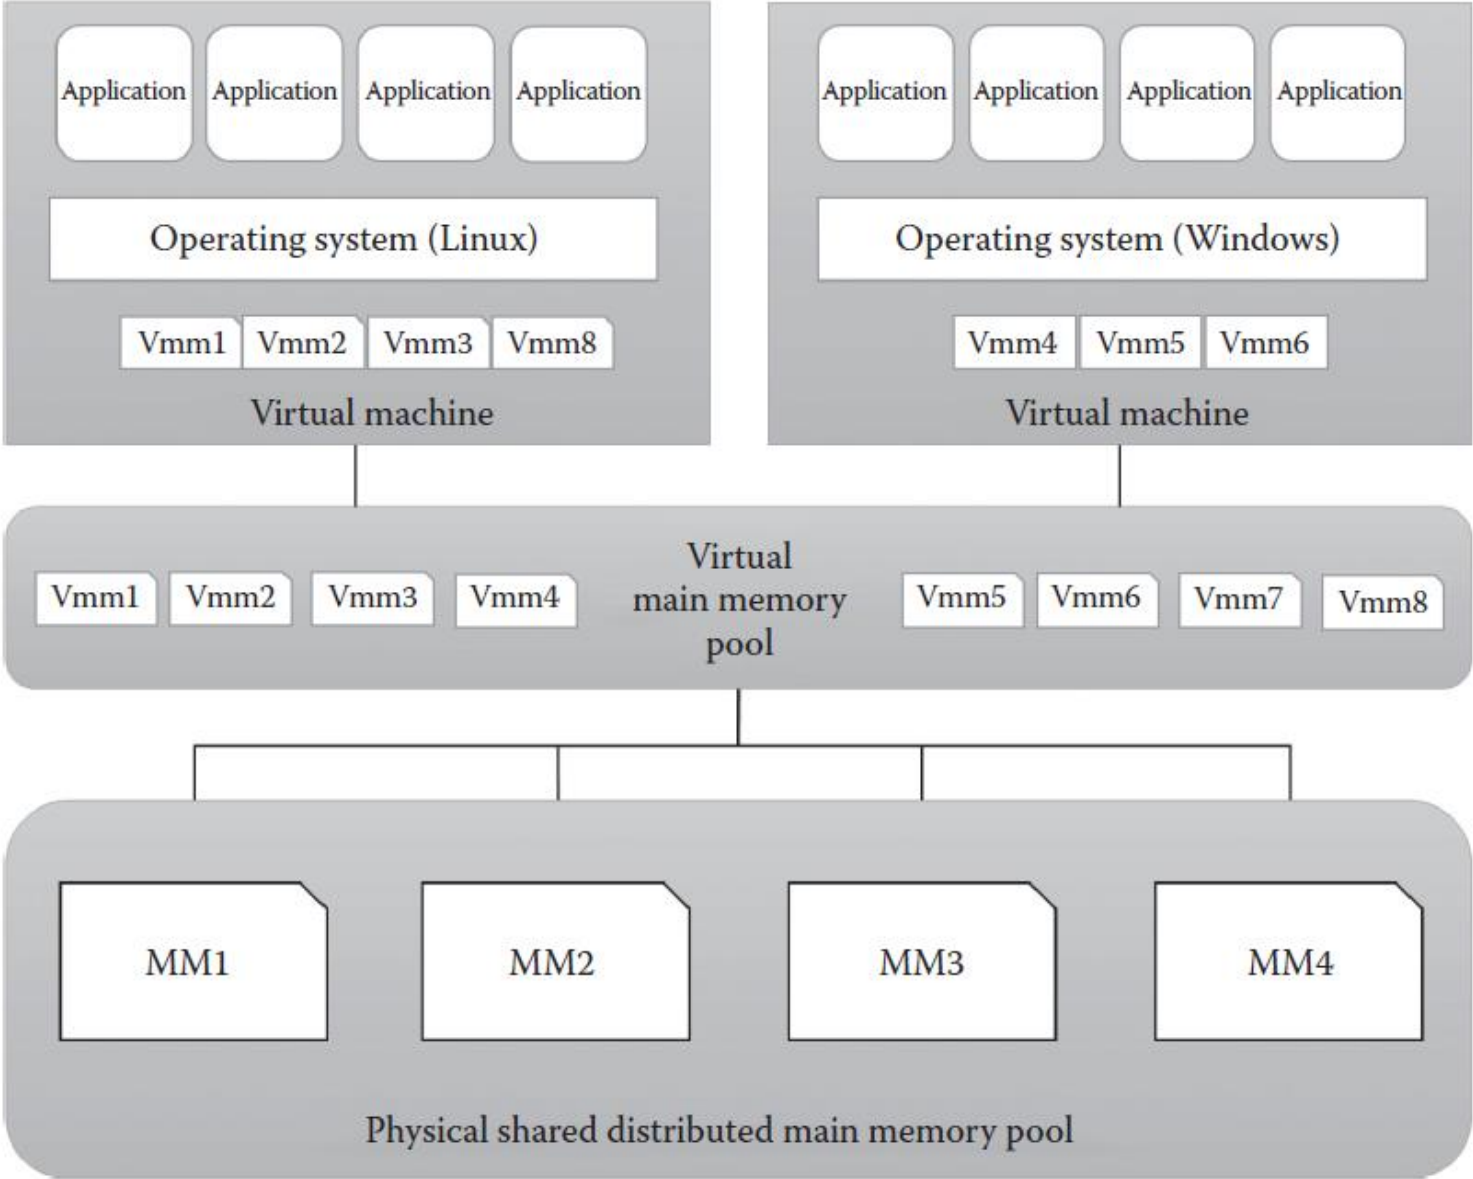 Application Application Application Application
Application Application Application Application
Operating system (Linux)
Operating system (Windows)
Vmm1 Vmm2 Vmm3 Vmm8
Vmm4 Vmm5 Vmm6
Virtual machine
Virtual machine
Vmm1 Vmm2 Vmm3 Vmm4
Virtual
main memory
pool
Vmm5 Vmm6 Vmm7 Vmm8
MM1 MM2 MM3 MM4
Physical shared distributed main memory pool